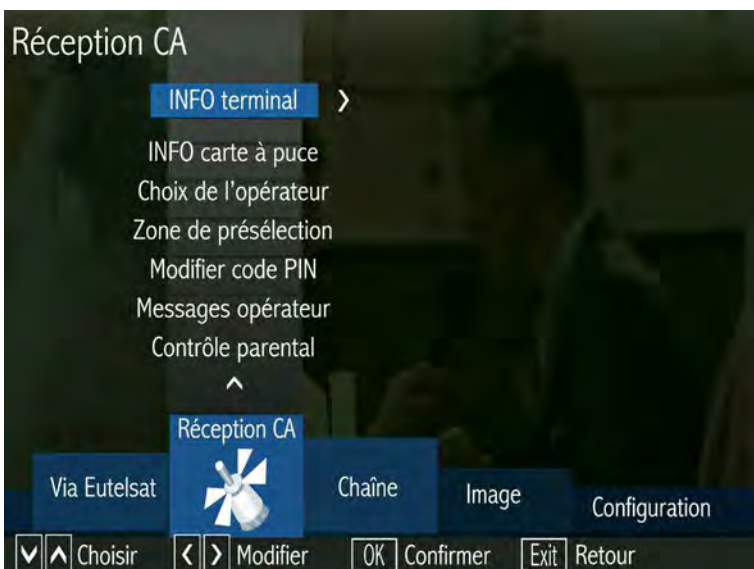 Réception CA
INFO terminal
INFO carte à puce
Choix de l'opérateur
Zone de présélection
Modifier code PIN
Messages opérateur
Contrôle parental
Réception CA
Via Eutelsat
Chaîne
Image
Configuration
Choisir Modifier OK Confirmer Exit Retour